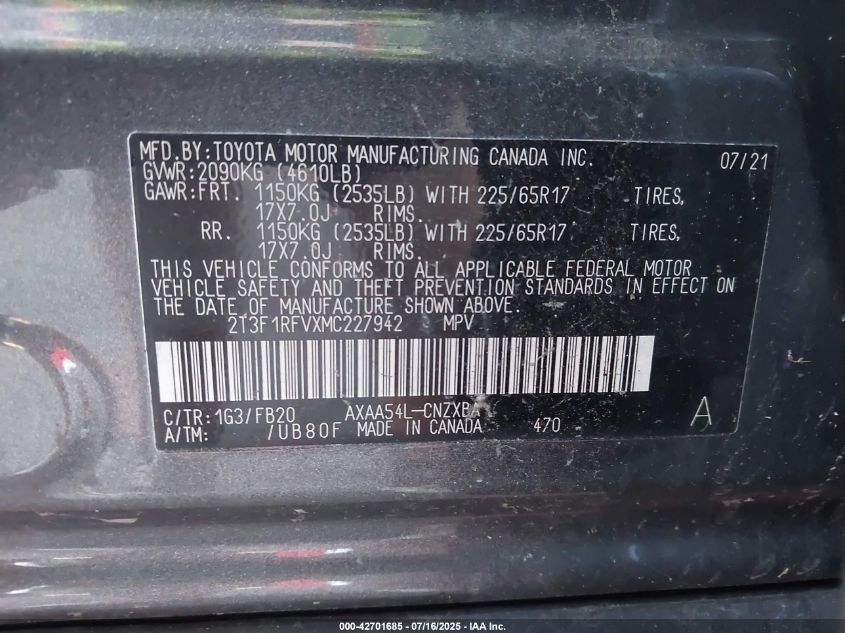 MFD.BY:TOYOTA MOTOR MANUFACTURING CANADA INC. 07/21
GVWR:2090KG (4610LB)
GAWR:FRT. 1150KG (2535LB) WITH 225/65R17 TIRES,
17X7.0J RIMS.
RR. 1150KG (2535LB) WITH 225/65R17 TIRES,
17X7.0J RIMS.
THIS VEHICLE CONFORMS TO ALL APPLICABLE FEDERAL MOTOR
VEHICLE SAFETY AND THEFT PREVENTION STANDARDS IN EFFECT ON
THE DATE OF MANUFACTURE SHOWN ABOVE.
2T3F1RFVXMC227942 MPV
C/TR:1G3/FB20 AXAA54L-CNZXBA A
A/TM: /UB80F MADE IN CANADA 470
000-42701685 - 07/16/2025 - IAA Inc.